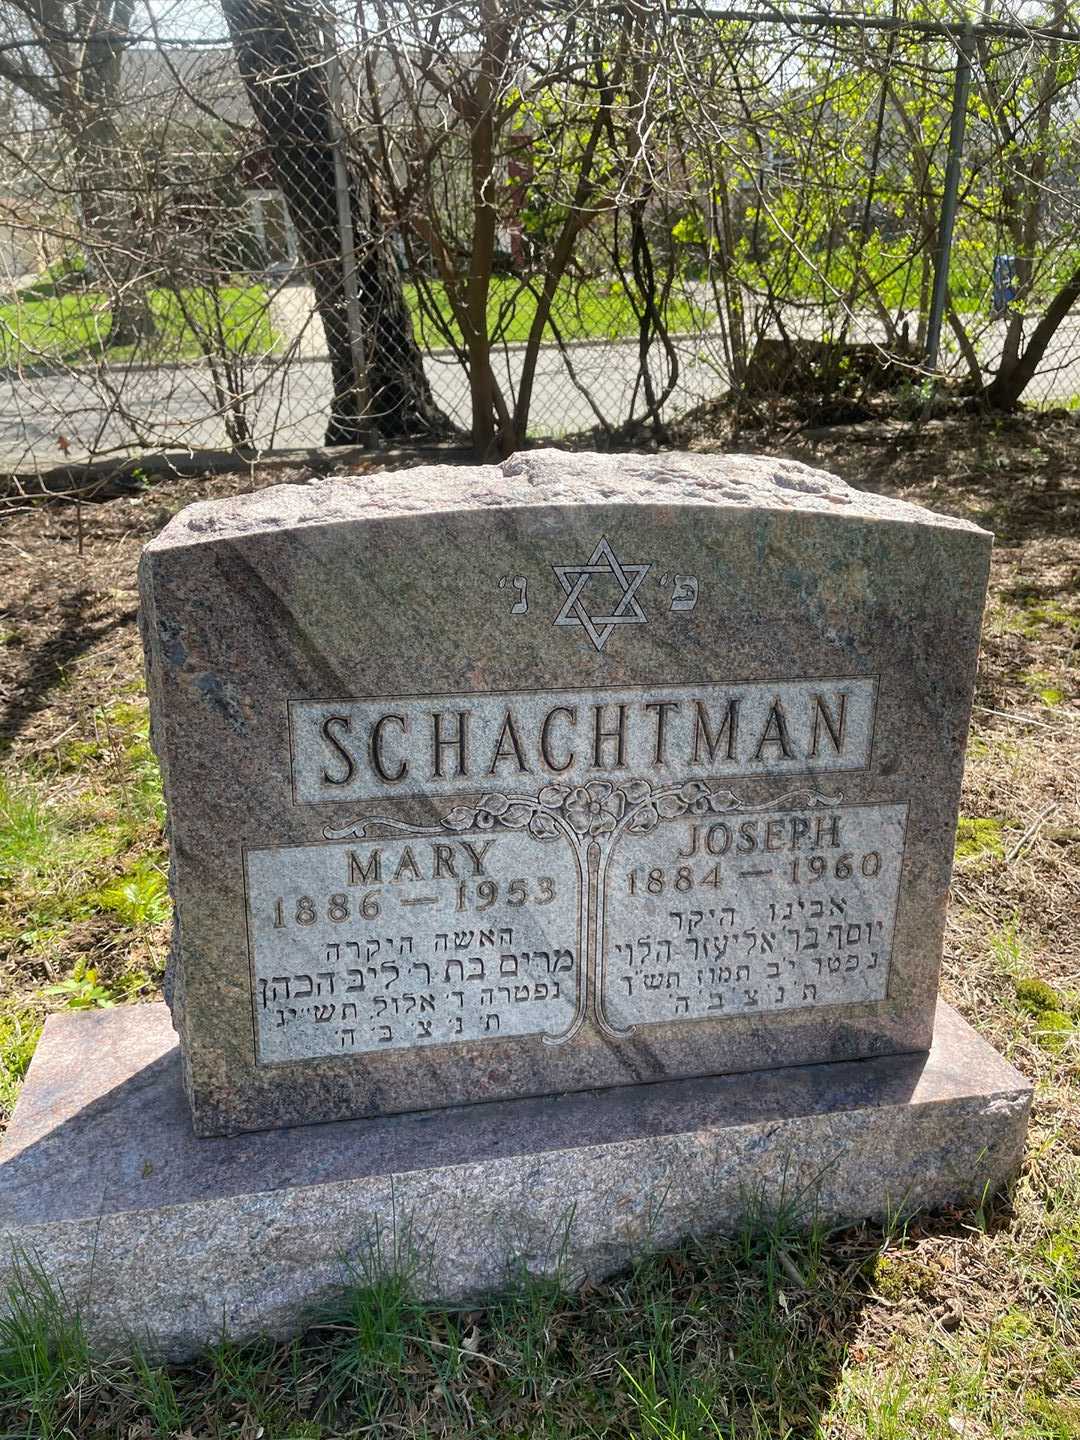 פ' נ'
SCHACHTMAN
MARY
1886 — 1953
האשה היקרה
מרים בת ר' ליב הכהן
נפטרה ד' אלול תשי"ג
ת' נ' צ' ב' ה'
JOSEPH
1884 — 1960
אבינו היקר
יוסף בר' אליעזר הלוי
נפטר י"ב תמוז תש"ך
ת' נ' צ' ב' ה'